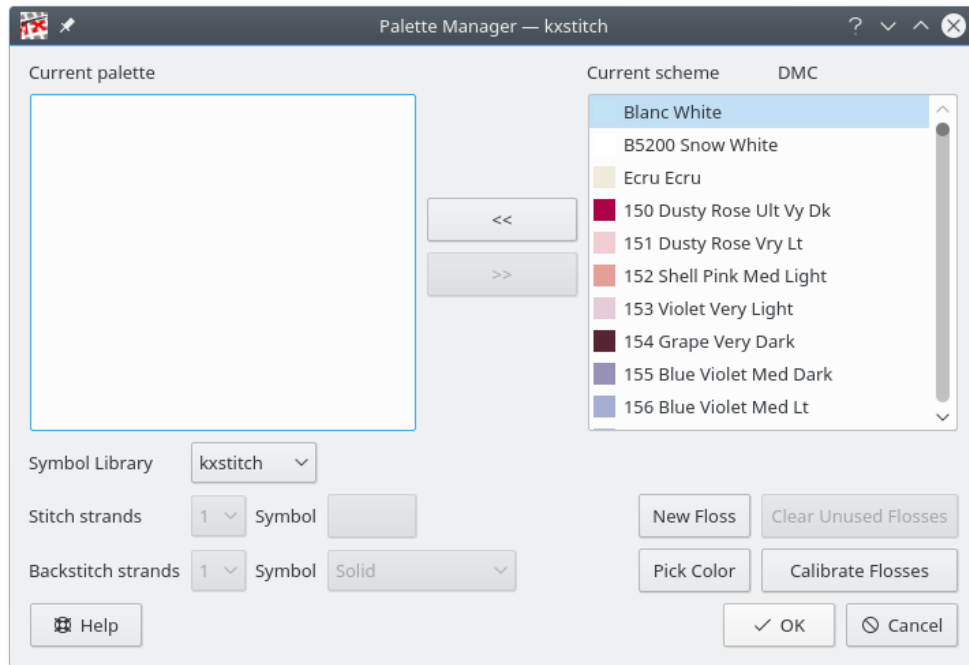 Palette Manager — kxstitch
Current palette
Current scheme DMC
Blanc White
B5200 Snow White
Ecru Ecru
150 Dusty Rose Ult Vy Dk
151 Dusty Rose Vry Lt
152 Shell Pink Med Light
153 Violet Very Light
154 Grape Very Dark
155 Blue Violet Med Dark
156 Blue Violet Med Lt
<<
>>
Symbol Library kxstitch
Stitch strands 1 Symbol
New Floss Clear Unused Flosses
Backstitch strands 1 Symbol Solid
Pick Color Calibrate Flosses
Help OK Cancel